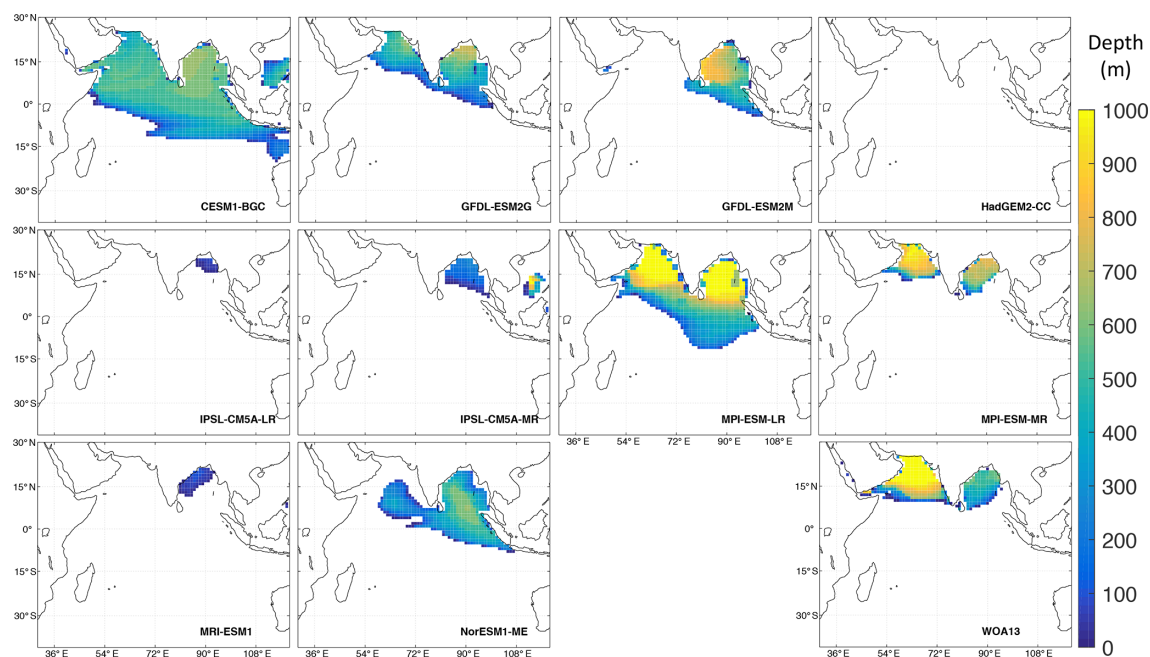 30° N
15° N
0°
15° S
30° S
CESM1-BGC
GFDL-ESM2G
GFDL-ESM2M
HadGEM2-CC
Depth
(m)
1000
900
800
700
600
500
400
300
200
100
0
30° N
15° N
0°
15° S
30° S
IPSL-CM5A-LR
IPSL-CM5A-MR
MPI-ESM-LR
MPI-ESM-MR
36° E 54° E 72° E 90° E 108° E
30° N
15° N
0°
15° S
30° S
MRI-ESM1
NorESM1-ME
36° E 54° E 72° E 90° E 108° E
36° E 54° E 72° E 90° E 108° E
30° N
15° N
0°
15° S
30° S
WOA13
36° E 54° E 72° E 90° E 108° E